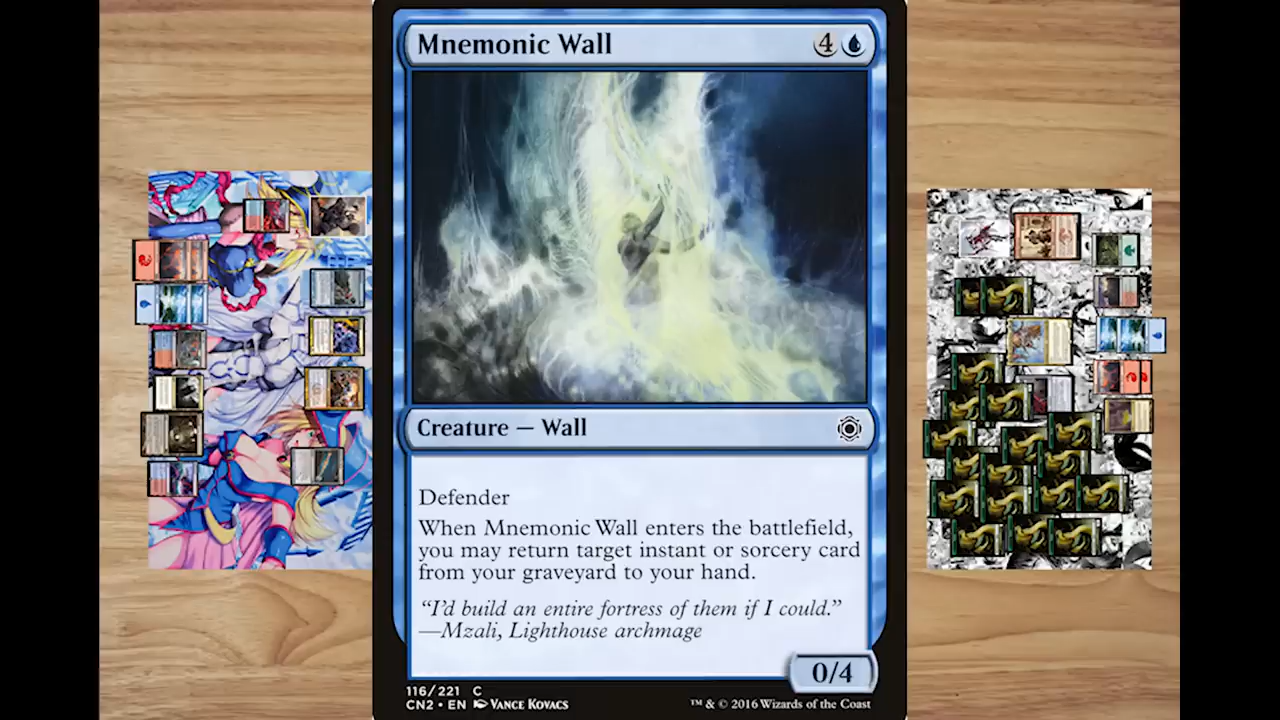 Mnemonic Wall 4
Creature — Wall
Defender
When Mnemonic Wall enters the battlefield,
you may return target instant or sorcery card
from your graveyard to your hand.
“I’d build an entire fortress of them if I could.”
—Mzali, Lighthouse archmage
0/4
116/221 C
CN2 • EN VANCE KOVACS
™ & © 2016 Wizards of the Coast